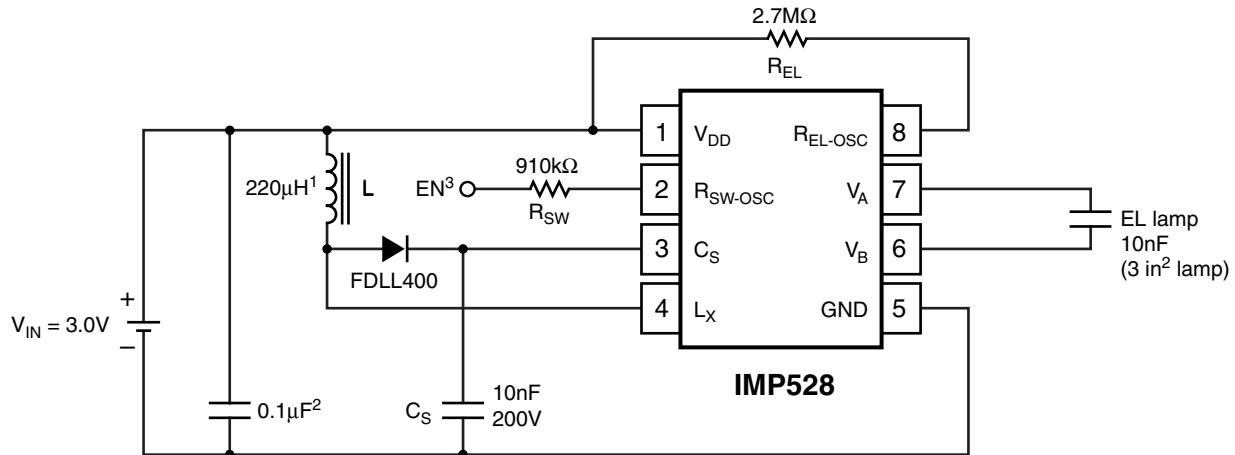 2.7MΩ
R_EL
1 V_DD R_EL-OSC 8
220µH¹ L
EN³
910kΩ
R_SW
2 R_SW-OSC V_A 7
FDLL400
3 C_S V_B 6
4 L_X GND 5
EL lamp
10nF
(3 in² lamp)
+
V_IN = 3.0V
–
IMP528
0.1µF²
C_S
10nF
200V